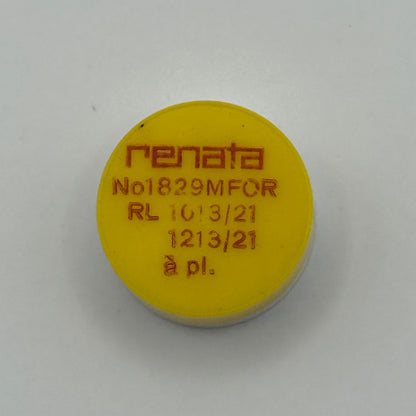 renata
No1829MFOR
RL 1013/21
1213/21
à pl.